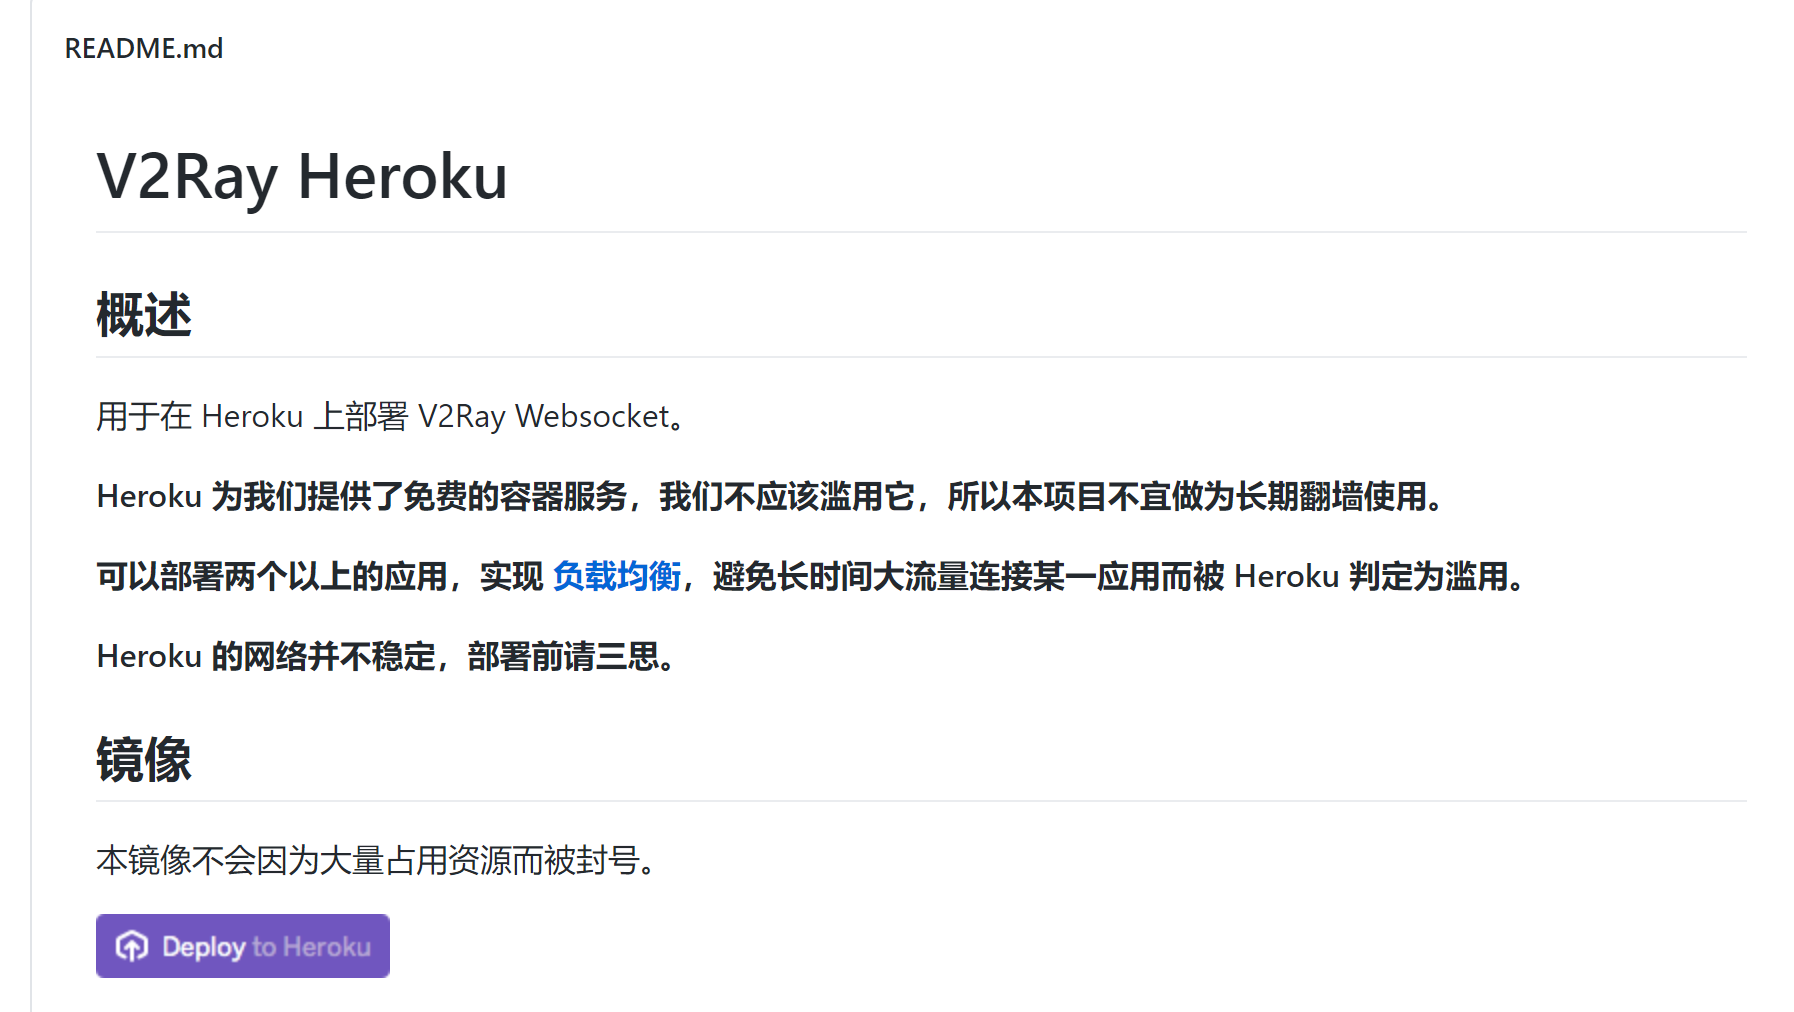 README.md
V2Ray Heroku
概述
用于在 Heroku 上部署 V2Ray Websocket。
Heroku 为我们提供了免费的容器服务，我们不应该滥用它，所以本项目不宜做为长期翻墙使用。
可以部署两个以上的应用，实现 负载均衡，避免长时间大流量连接某一应用而被 Heroku 判定为滥用。
Heroku 的网络并不稳定，部署前请三思。
镜像
本镜像不会因为大量占用资源而被封号。
Deploy to Heroku